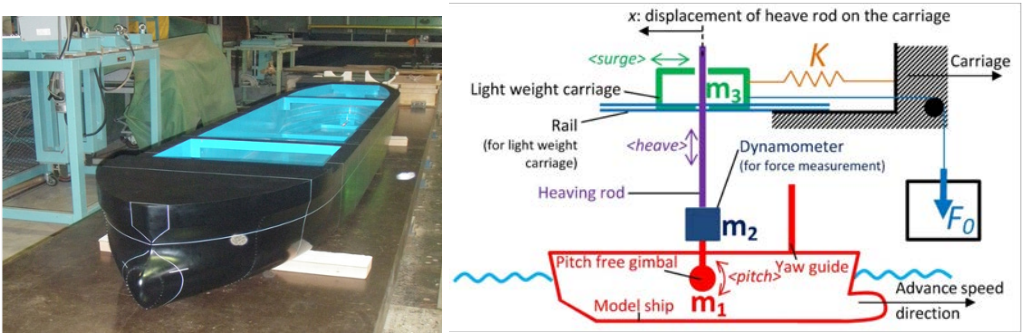 x: displacement of heave rod on the carriage
<surge>
K
Carriage
Light weight carriage
m3
Rail
(for light weight
carriage)
<heave>
Dynamometer
(for force measurement)
Heaving rod
m2
F0
Pitch free gimbal
<pitch>
Yaw guide
m1
Model ship
Advance speed
direction